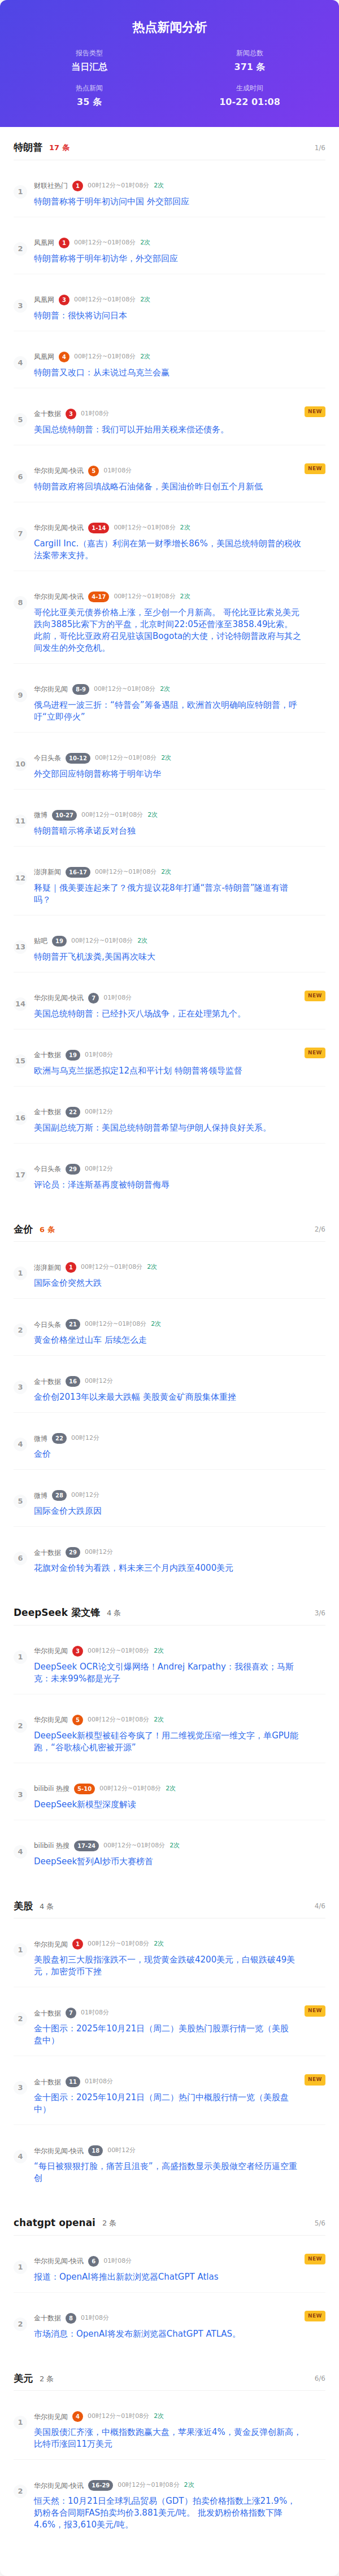 热点新闻分析
报告类型
当日汇总
新闻总数
371 条
热点新闻
35 条
生成时间
10-22 01:08
特朗普 17 条 1/6
1 财联社热门 1 00时12分~01时08分 2次
特朗普称将于明年初访问中国 外交部回应
2 凤凰网 1 00时12分~01时08分 2次
特朗普称将于明年初访华，外交部回应
3 凤凰网 3 00时12分~01时08分 2次
特朗普：很快将访问日本
4 凤凰网 4 00时12分~01时08分 2次
特朗普又改口：从未说过乌克兰会赢
5 金十数据 3 01时08分 NEW
美国总统特朗普：我们可以开始用关税来偿还债务。
6 华尔街见闻-快讯 5 01时08分 NEW
特朗普政府将回填战略石油储备，美国油价昨日创五个月新低
7 华尔街见闻-快讯 1-14 00时12分~01时08分 2次
Cargill Inc.（嘉吉）利润在第一财季增长86%，美国总统特朗普的税收
法案带来支持。
8 华尔街见闻-快讯 4-17 00时12分~01时08分 2次
哥伦比亚美元债券价格上涨，至少创一个月新高。 哥伦比亚比索兑美元
跌向3885比索下方的平盘，北京时间22:05还曾涨至3858.49比索。
此前，哥伦比亚政府召见驻该国Bogota的大使，讨论特朗普政府与其之
间发生的外交危机。
9 华尔街见闻 8-9 00时12分~01时08分 2次
俄乌进程一波三折：“特普会”筹备遇阻，欧洲首次明确响应特朗普，呼
吁“立即停火”
10 今日头条 10-12 00时12分~01时08分 2次
外交部回应特朗普称将于明年访华
11 微博 10-27 00时12分~01时08分 2次
特朗普暗示将承诺反对台独
12 澎湃新闻 16-17 00时12分~01时08分 2次
释疑｜俄美要连起来了？俄方提议花8年打通“普京-特朗普”隧道有谱
吗？
13 贴吧 19 00时12分~01时08分 2次
特朗普开飞机泼粪,美国再次味大
14 华尔街见闻-快讯 7 01时08分 NEW
美国总统特朗普：已经扑灭八场战争，正在处理第九个。
15 金十数据 19 01时08分 NEW
欧洲与乌克兰据悉拟定12点和平计划 特朗普将领导监督
16 金十数据 22 00时12分
美国副总统万斯：美国总统特朗普希望与伊朗人保持良好关系。
17 今日头条 29 00时12分
评论员：泽连斯基再度被特朗普侮辱
金价 6 条 2/6
1 澎湃新闻 1 00时12分~01时08分 2次
国际金价突然大跌
2 今日头条 21 00时12分~01时08分 2次
黄金价格坐过山车 后续怎么走
3 金十数据 16 00时12分
金价创2013年以来最大跌幅 美股黄金矿商股集体重挫
4 微博 22 00时12分
金价
5 微博 28 00时12分
国际金价大跌原因
6 金十数据 29 00时12分
花旗对金价转为看跌，料未来三个月内跌至4000美元
DeepSeek 梁文锋 4 条 3/6
1 华尔街见闻 3 00时12分~01时08分 2次
DeepSeek OCR论文引爆网络！Andrej Karpathy：我很喜欢；马斯
克：未来99%都是光子
2 华尔街见闻 5 00时12分~01时08分 2次
DeepSeek新模型被硅谷夸疯了！用二维视觉压缩一维文字，单GPU能
跑，“谷歌核心机密被开源”
3 bilibili 热搜 5-10 00时12分~01时08分 2次
DeepSeek新模型深度解读
4 bilibili 热搜 17-24 00时12分~01时08分 2次
DeepSeek暂列AI炒币大赛榜首
美股 4 条 4/6
1 华尔街见闻 1 00时12分~01时08分 2次
美股盘初三大股指涨跌不一，现货黄金跌破4200美元，白银跌破49美
元，加密货币下挫
2 金十数据 7 01时08分 NEW
金十图示：2025年10月21日（周二）美股热门股票行情一览（美股
盘中）
3 金十数据 11 01时08分 NEW
金十图示：2025年10月21日（周二）热门中概股行情一览（美股盘
中）
4 华尔街见闻-快讯 18 00时12分
“每日被狠狠打脸，痛苦且沮丧”，高盛指数显示美股做空者经历逼空重
创
chatgpt openai 2 条 5/6
1 华尔街见闻-快讯 6 01时08分 NEW
报道：OpenAI将推出新款浏览器ChatGPT Atlas
2 金十数据 8 01时08分 NEW
市场消息：OpenAI将发布新浏览器ChatGPT ATLAS。
美元 2 条 6/6
1 华尔街见闻 4 00时12分~01时08分 2次
美国股债汇齐涨，中概指数跑赢大盘，苹果涨近4%，黄金反弹创新高，
比特币涨回11万美元
2 华尔街见闻-快讯 16-29 00时12分~01时08分 2次
恒天然：10月21日全球乳品贸易（GDT）拍卖价格指数上涨21.9%，
奶粉各合同期FAS拍卖均价3.881美元/吨。 批发奶粉价格指数下降
4.6%，报3,610美元/吨。